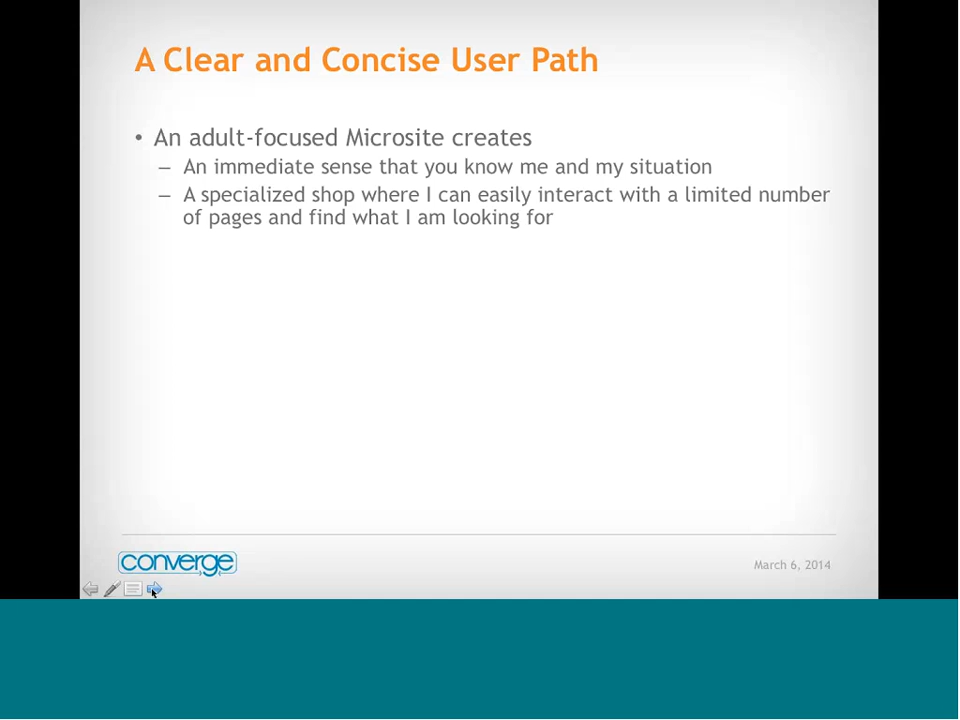 A Clear and Concise User Path
• An adult-focused Microsite creates
– An immediate sense that you know me and my situation
– A specialized shop where I can easily interact with a limited number
of pages and find what I am looking for
converge
March 6, 2014